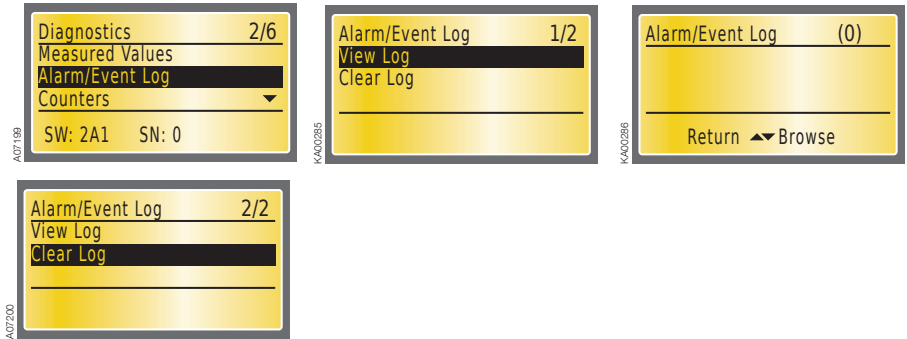 Diagnostics 2/6
Measured Values
Alarm/Event Log
Counters
SW: 2A1 SN: 0
A07199
Alarm/Event Log 1/2
View Log
Clear Log
KA00285
Alarm/Event Log (0)
Return Browse
KA00286
Alarm/Event Log 2/2
View Log
Clear Log
A07200